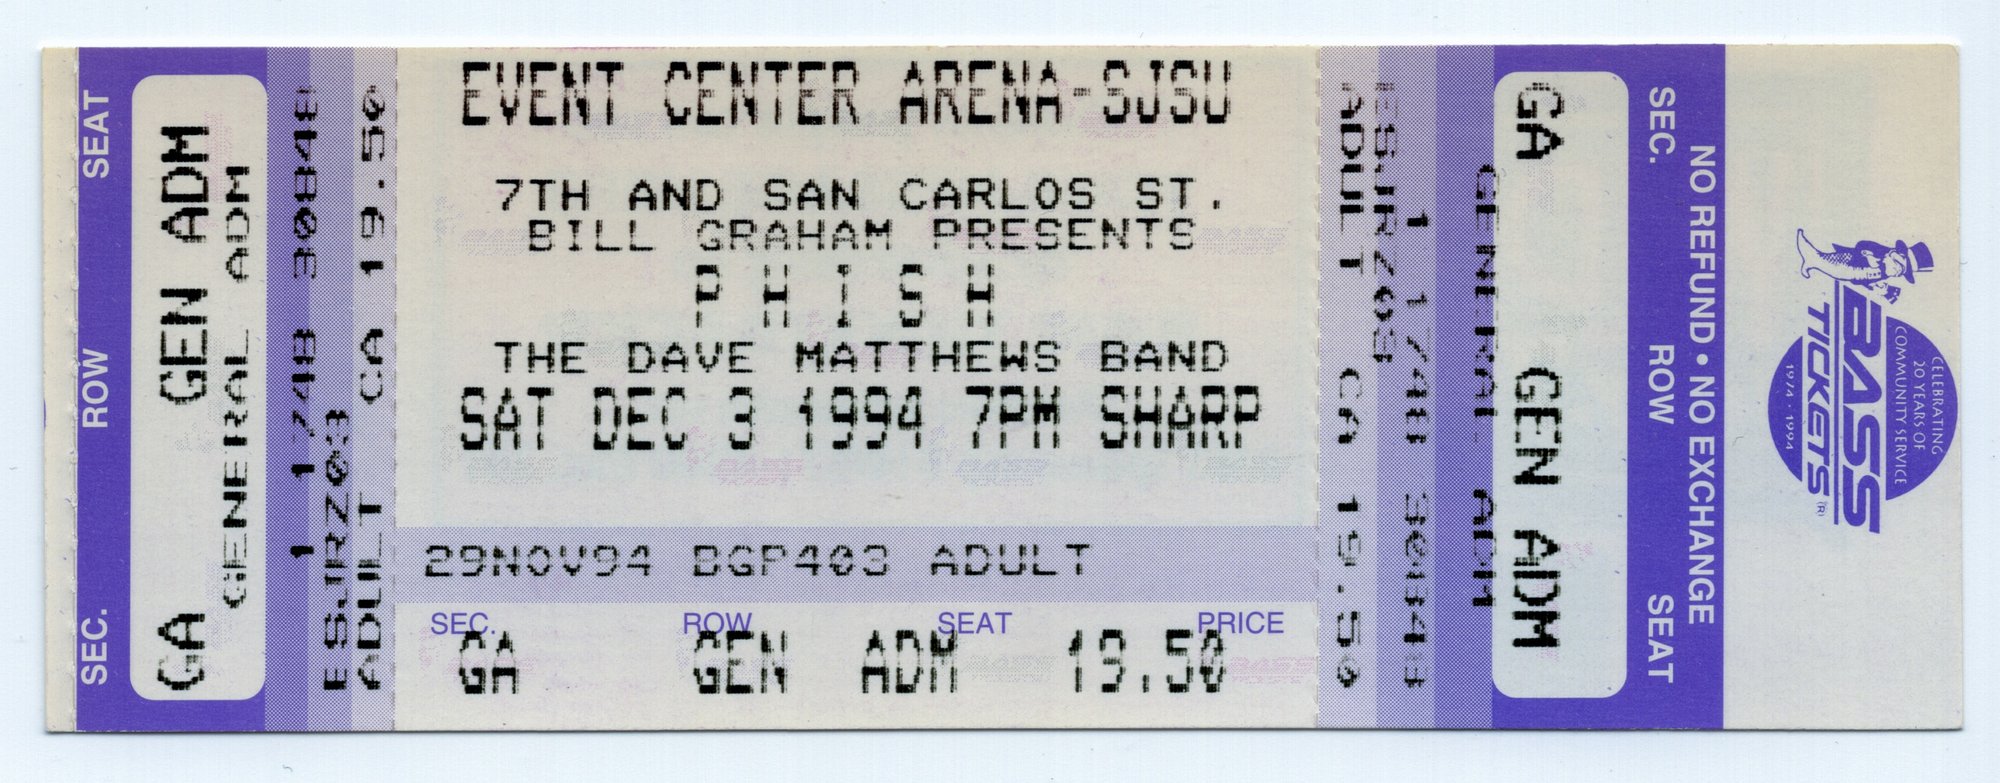 SEC. ROW SEAT
GA GEN ADM
GENERAL ADM
1 1748 30848
ESJRZ03
ADULT CA 19.50
EVENT CENTER ARENA-SJSU
7TH AND SAN CARLOS ST.
BILL GRAHAM PRESENTS
P H I S H
THE DAVE MATTHEWS BAND
SAT DEC 3 1994 7PM SHARP
29NOV94 BGP403 ADULT
SEC. ROW SEAT PRICE
GA GEN ADM 19.50
ADULT CA 19.50
1 1748 30848
GENERAL ADM
GA GEN ADM
SEC. ROW SEAT
NO REFUND • NO EXCHANGE
BASS
TICKETS (R)
CELEBRATING
20 YEARS OF
COMMUNITY SERVICE
1974 - 1994